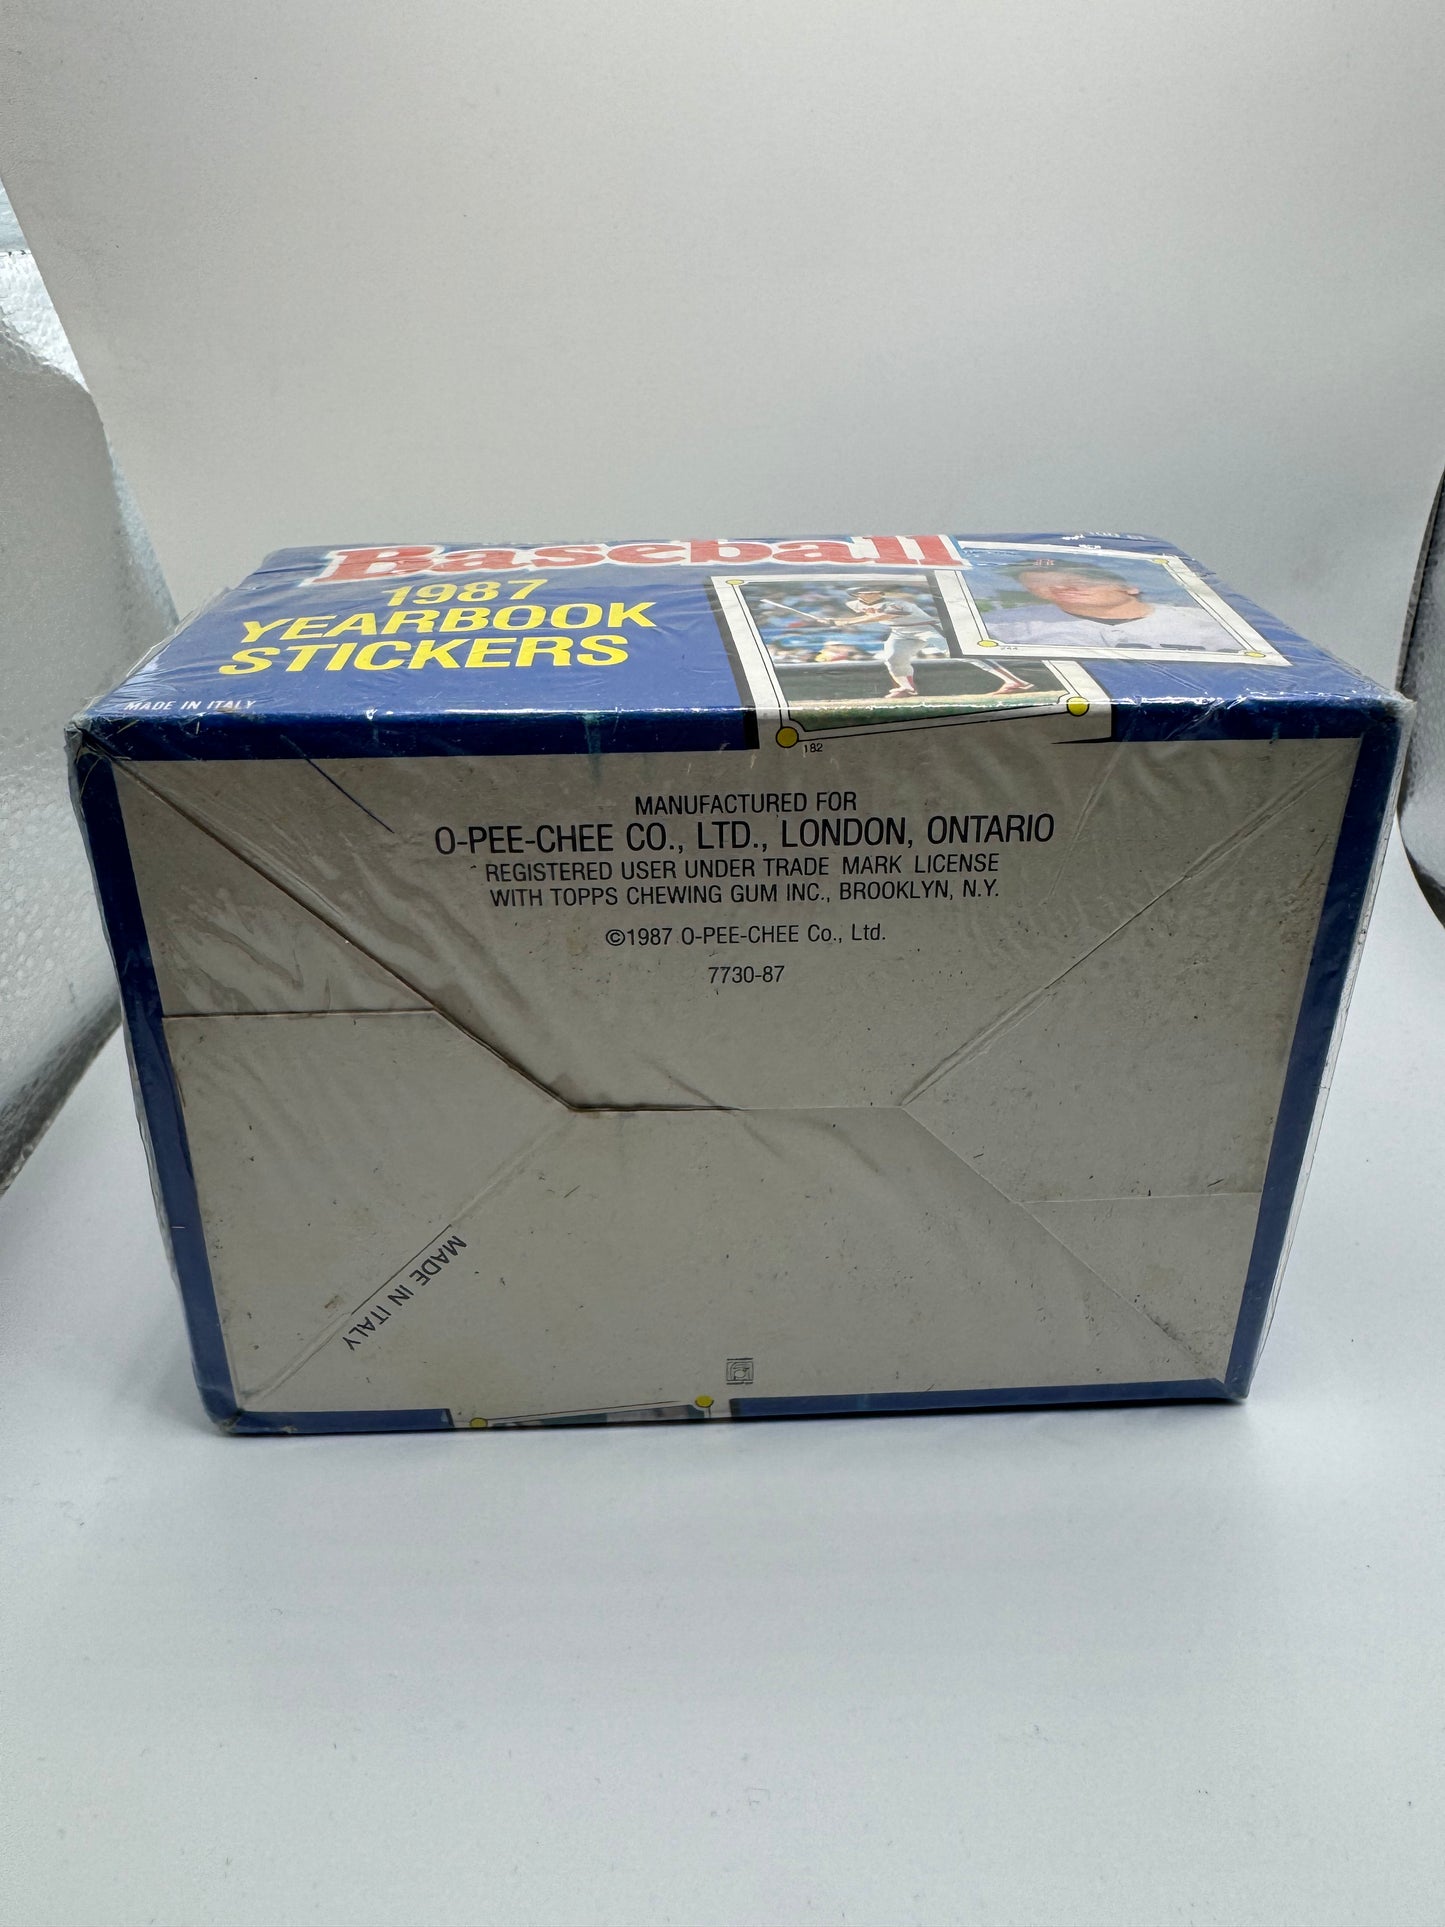 Baseball
1987
YEARBOOK
STICKERS
MADE IN ITALY
244
182
MANUFACTURED FOR
O-PEE-CHEE CO., LTD., LONDON, ONTARIO
REGISTERED USER UNDER TRADE MARK LICENSE
WITH TOPPS CHEWING GUM INC., BROOKLYN, N.Y.
©1987 O-PEE-CHEE Co., Ltd.
7730-87
MADE IN ITALY